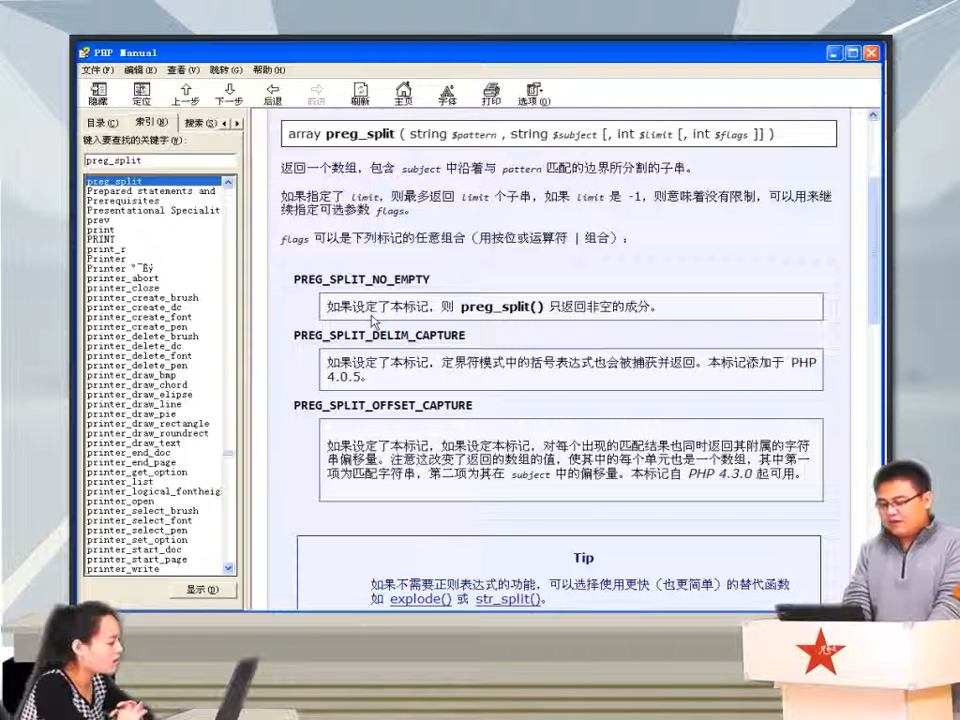 PHP Manual
文件(F) 编辑(E) 查看(V) 跳转(G) 帮助(H)
隐藏 定位 上一步 下一步 后退 前进 刷新 主页 字体 打印 选项(O)
目录(C) 索引(N) 搜索(S)
键入要查找的关键字(W):
preg_split
preg_split
Prepared statements and
Prerequisites
Presentational Specialit
prev
print
PRINT
print_r
Printer
Printer
printer_abort
printer_close
printer_create_brush
printer_create_dc
printer_create_font
printer_create_pen
printer_delete_brush
printer_delete_dc
printer_delete_font
printer_delete_pen
printer_draw_bmp
printer_draw_chord
printer_draw_elipse
printer_draw_line
printer_draw_pie
printer_draw_rectangle
printer_draw_roundrect
printer_draw_text
printer_end_doc
printer_end_page
printer_get_option
printer_list
printer_logical_fonthei
printer_open
printer_select_brush
printer_select_font
printer_select_pen
printer_set_option
printer_start_doc
printer_start_page
printer_write
显示(D)
array preg_split ( string $pattern , string $subject [, int $limit [, int $flags ]] )
返回一个数组，包含 subject 中沿着与 pattern 匹配的边界所分割的子串。
如果指定了 limit，则最多返回 limit 个子串，如果 limit 是 -1，则意味着没有限制，可以用来继
续指定可选参数 flags。
flags 可以是下列标记的任意组合（用按位或运算符 | 组合）：
PREG_SPLIT_NO_EMPTY
如果设定了本标记，则 preg_split() 只返回非空的成分。
PREG_SPLIT_DELIM_CAPTURE
如果设定了本标记，定界符模式中的括号表达式也会被捕获并返回。本标记添加于 PHP
4.0.5。
PREG_SPLIT_OFFSET_CAPTURE
如果设定了本标记，如果设定本标记，对每个出现的匹配结果也同时返回其附属的字符
串偏移量。注意这改变了返回的数组的值，使其中的每个单元也是一个数组，其中第一
项为匹配字符串，第二项为其在 subject 中的偏移量。本标记自 PHP 4.3.0 起可用。
Tip
如果不需要正则表达式的功能，可以选择使用更快（也更简单）的替代函数
如 explode() 或 str_split()。